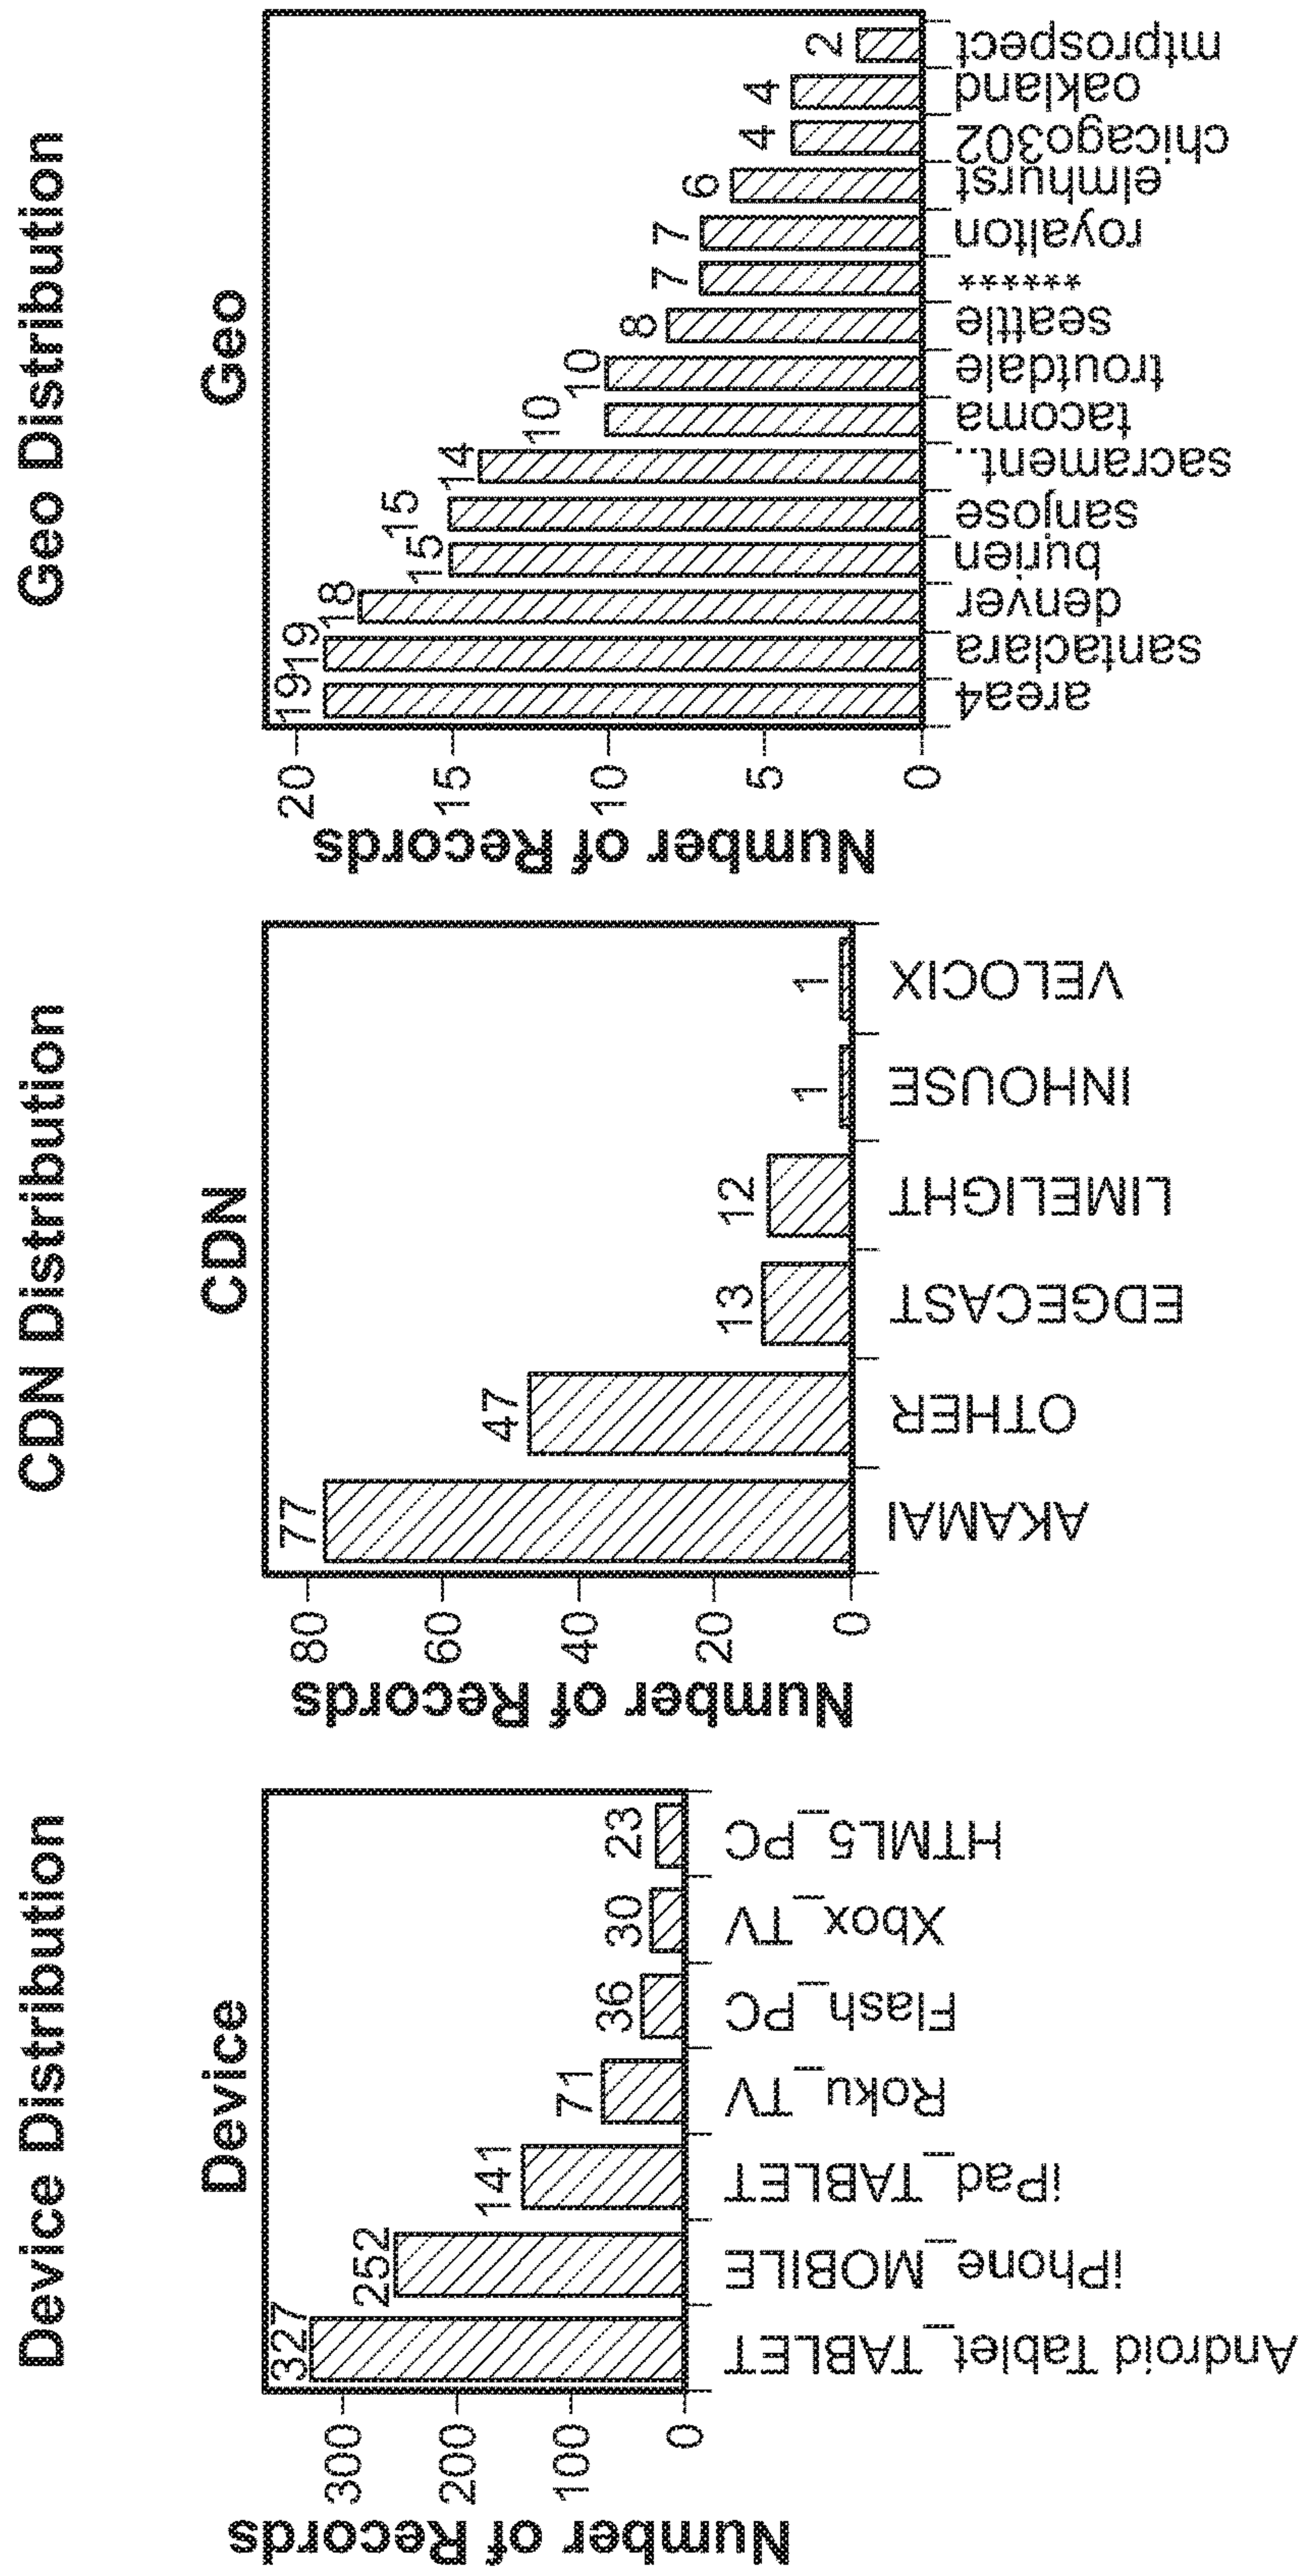 Device Distribution
Device
Number of Records
300
200
100
0
327
252
141
71
36
30
23
Android Tablet_TABLET
iPhone_MOBILE
iPad_TABLET
Roku_TV
Flash_PC
Xbox_TV
HTML5_PC
CDN Distribution
CDN
Number of Records
80
60
40
20
0
77
47
13
12
1
1
AKAMAI
OTHER
EDGECAST
LIMELIGHT
INHOUSE
VELOCIX
Geo Distribution
Geo
Number of Records
20
15
10
5
0
19
19
18
15
15
14
10
10
8
7
7
6
4
4
2
area4
santaclara
denver
burien
sanjose
sacrament..
tacoma
troutdale
seattle
******
royalton
elmhurst
chicago302
oakland
mtprospect